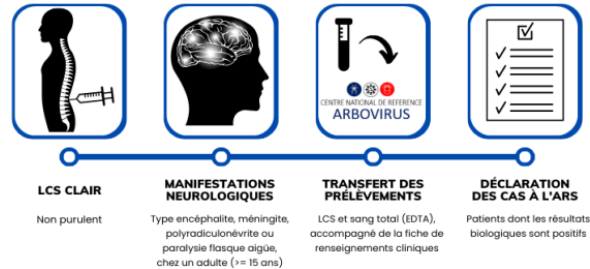 CENTRE NATIONAL DE REFERENCE
ARBOVIRUS
LCS CLAIR
Non purulent
MANIFESTATIONS
NEUROLOGIQUES
Type encéphalite, méningite,
polyradiculonévrite ou
paralysie flasque aigüe,
chez un adulte (>= 15 ans)
TRANSFERT DES
PRÉLÈVEMENTS
LCS et sang total (EDTA),
accompagné de la fiche de
renseignements cliniques
DÉCLARATION
DES CAS À L'ARS
Patients dont les résultats
biologiques sont positifs